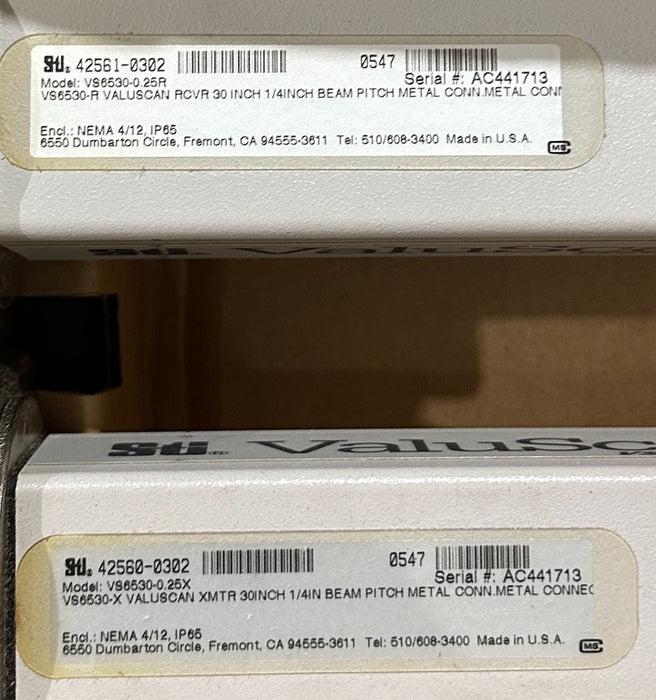 Sti® 42561-0302 0547
Serial #: AC441713
Model: VS6530-0.25R
VS6530-R VALUSCAN RCVR 30 INCH 1/4INCH BEAM PITCH METAL CONN.METAL CONN
Encl.: NEMA 4/12, IP65
6550 Dumbarton Circle, Fremont, CA 94555-3611 Tel: 510/608-3400 Made in U.S.A.
MS
Sti ValuSc
Sti® ValuSc
Sti® 42560-0302 0547
Serial #: AC441713
Model: VS6530-0.25X
VS6530-X VALUSCAN XMTR 30INCH 1/4IN BEAM PITCH METAL CONN.METAL CONNEC
Encl.: NEMA 4/12, IP65
6550 Dumbarton Circle, Fremont, CA 94555-3611 Tel: 510/608-3400 Made in U.S.A.
MS